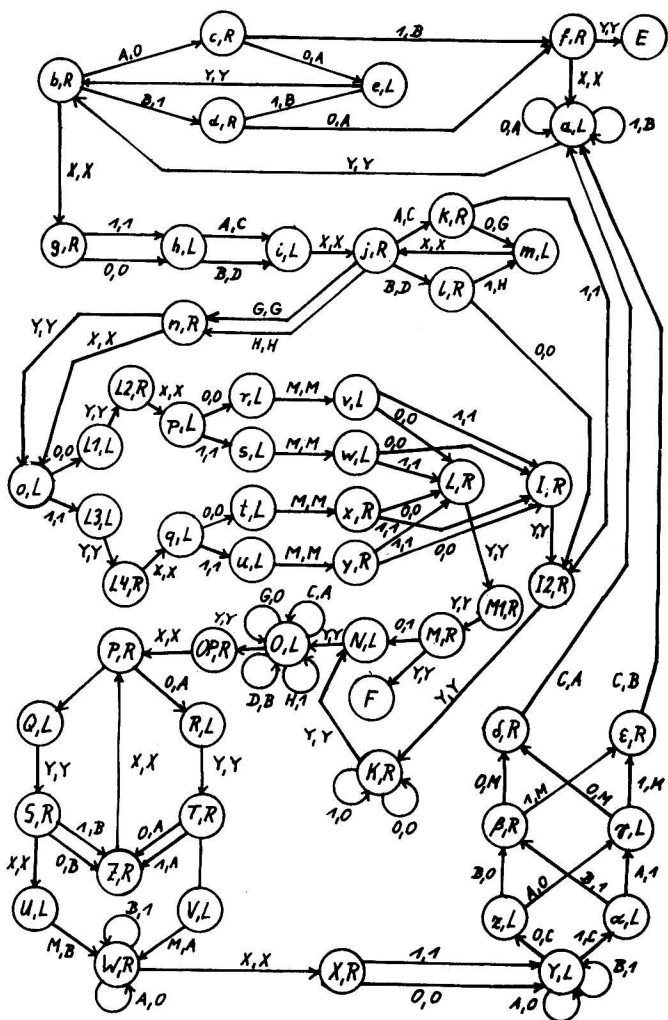 c,R
1,B
f,R
Y,Y
E
A,0
0,A
b,R
Y,Y
e,L
X,X
B,1
1,B
d,R
0,A
0,A
a,L
1,B
X,X
Y,Y
g,R
1,1
0,0
h,L
A,C
B,D
i,L
X,X
j,R
A,C
k,R
0,G
X,X
m,L
B,D
l,R
1,H
1,1
G,G
H,H
0,0
n,R
Y,Y
X,X
L2,R
X,X
Y,Y
0,0
r,L
M,M
v,L
p,L
0,0
1,1
L1,L
0,0
1,1
s,L
M,M
w,L
0,0
1,1
o,L
L,R
I,R
1,1
L3,L
0,0
t,L
M,M
x,R
0,0
1,1
Y,Y
q,L
1,1
0,0
Y,Y
L4,R
X,X
1,1
u,L
M,M
y,R
Y,Y
I2,R
G,0
C,A
M1,R
Y,Y
P,R
X,X
OP,R
Y,Y
O,L
Y,Y
N,L
0,1
M,R
D,B
H,1
Y,Y
F
Y,Y
C,A
C,B
0,A
Q,L
R,L
Y,Y
K,R
δ,R
ε,R
Y,Y
X,X
Y,Y
1,0
0,0
0,M
1,M
0,M
1,M
S,R
1,B
0,B
0,A
1,A
T,R
β,R
γ,L
X,X
Z,R
B,0
A,0
B,1
A,1
U,L
V,L
z,L
α,L
M,B
B,1
M,A
0,C
1,C
W,R
X,X
X,R
1,1
0,0
Y,L
B,1
A,0
A,0